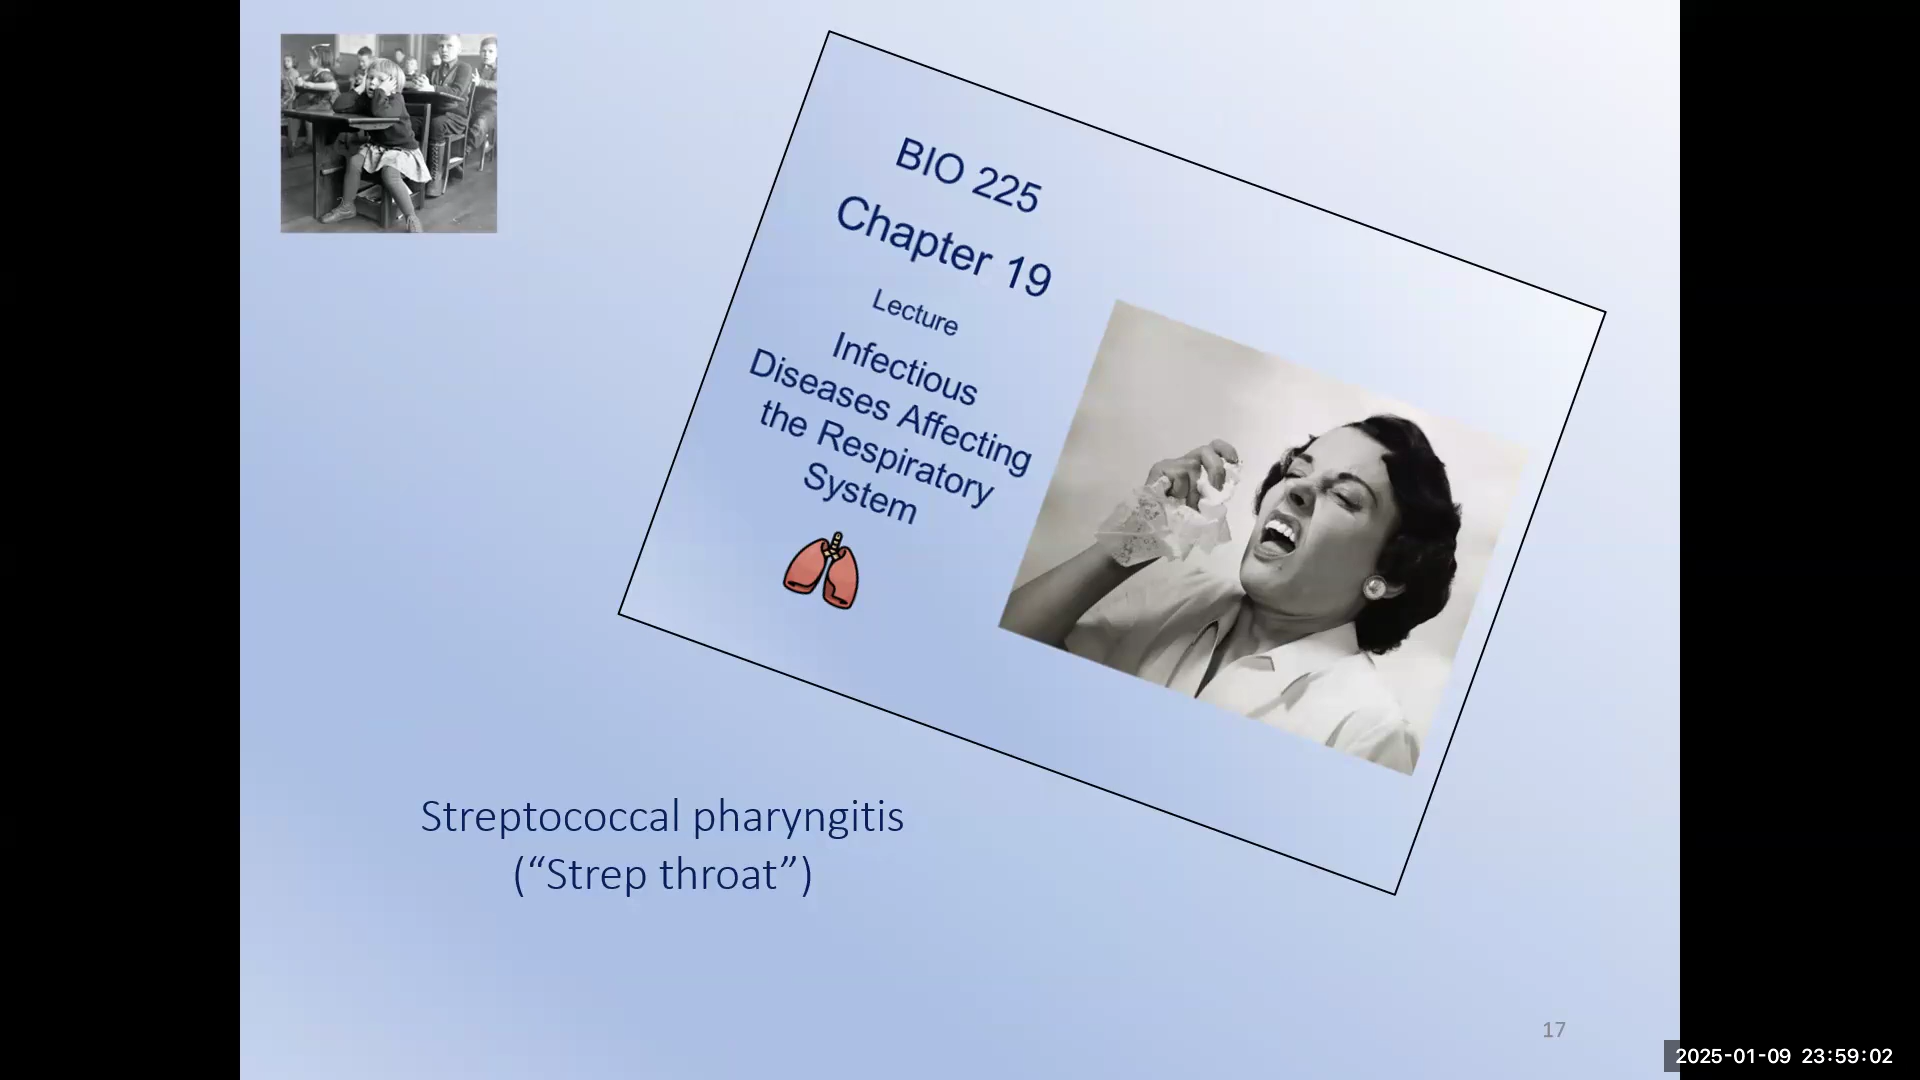 BIO 225
Chapter 19
Lecture
Infectious
Diseases Affecting
the Respiratory
System
Streptococcal pharyngitis
(“Strep throat”)
17
2025-01-09 23:59:02